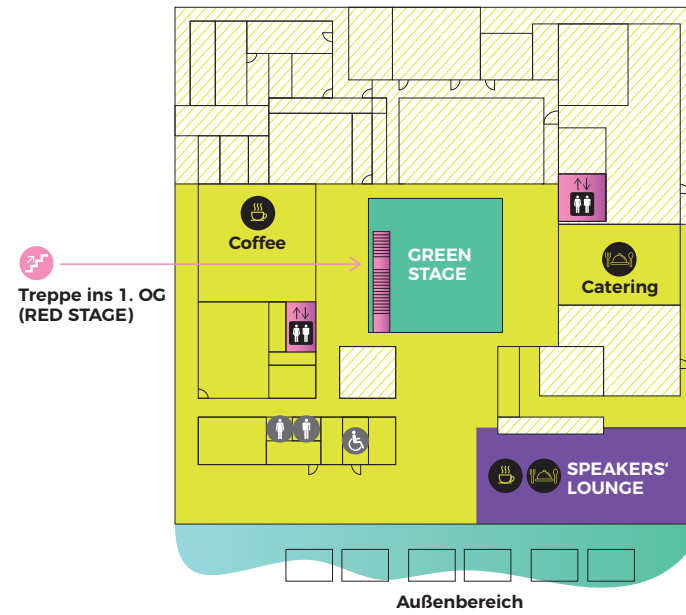 Coffee
GREEN
STAGE
Catering
Treppe ins 1. OG
(RED STAGE)
SPEAKERS‘
LOUNGE
Außenbereich